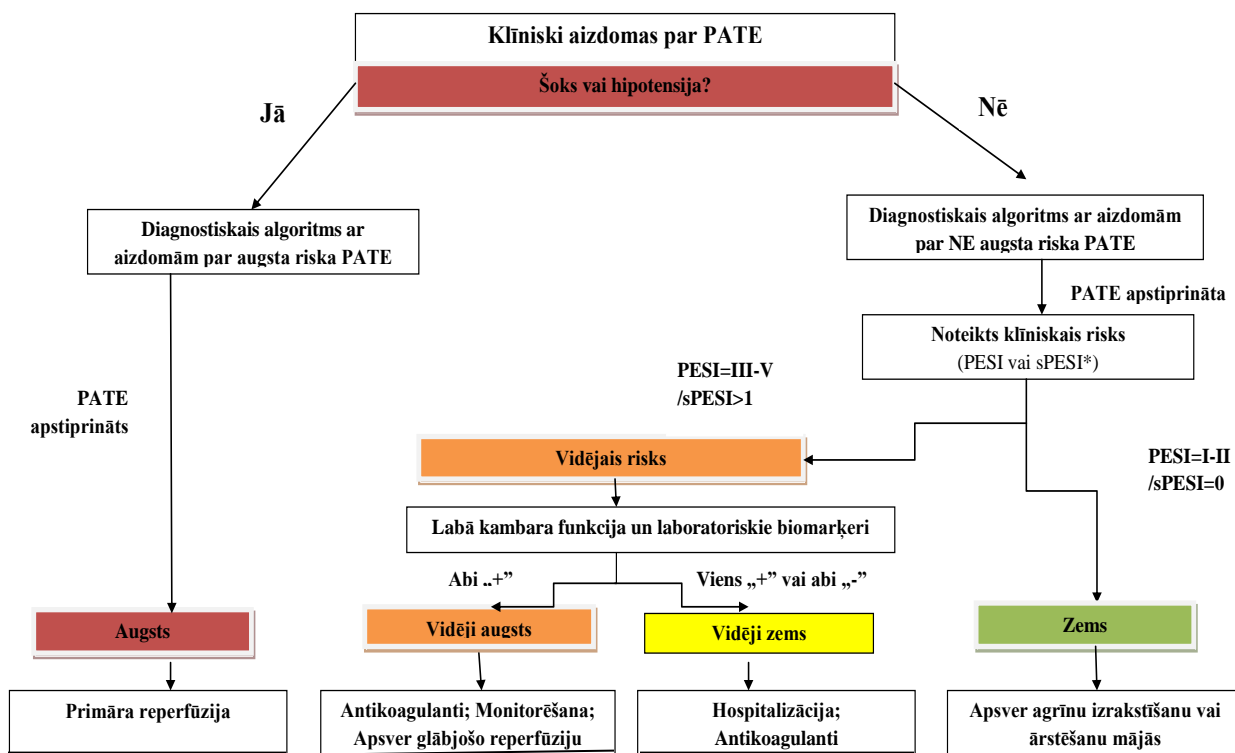 Klīniski aizdomas par PATE
Šoks vai hipotensija?
Jā
Nē
Diagnostiskais algoritms ar
aizdomām par augsta riska PATE
Diagnostiskais algoritms ar aizdomām
par NE augsta riska PATE
PATE apstiprināta
Noteikts klīniskais risks
(PESI vai sPESI*)
PATE
apstiprināts
PESI=III-V
/sPESI>1
Vidējais risks
PESI=I-II
/sPESI=0
Labā kambara funkcija un laboratoriskie biomarķeri
Abi „+”
Viens „+” vai abi „-”
Augsts
Vidēji augsts
Vidēji zems
Zems
Primāra reperfūzija
Antikoagulanti; Monitorēšana;
Apsver glābjošo reperfūziju
Hospitalizācija;
Antikoagulanti
Apsver agrīnu izrakstīšanu vai
ārstēšanu mājās